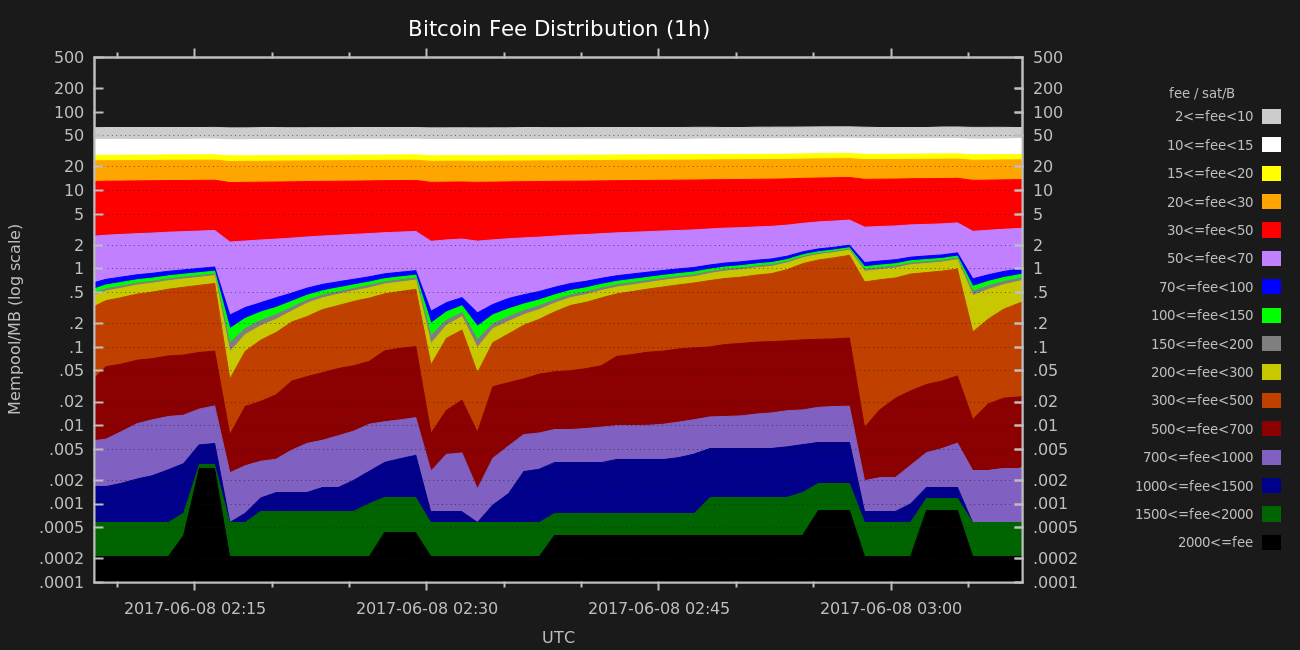 Bitcoin Fee Distribution (1h)
Mempool/MB (log scale)
500
200
100
50
20
10
5
2
1
.5
.2
.1
.05
.02
.01
.005
.002
.001
.0005
.0002
.0001
500
200
100
50
20
10
5
2
1
.5
.2
.1
.05
.02
.01
.005
.002
.001
.0005
.0002
.0001
2017-06-08 02:15
2017-06-08 02:30
2017-06-08 02:45
2017-06-08 03:00
UTC
fee / sat/B
2<=fee<10
10<=fee<15
15<=fee<20
20<=fee<30
30<=fee<50
50<=fee<70
70<=fee<100
100<=fee<150
150<=fee<200
200<=fee<300
300<=fee<500
500<=fee<700
700<=fee<1000
1000<=fee<1500
1500<=fee<2000
2000<=fee